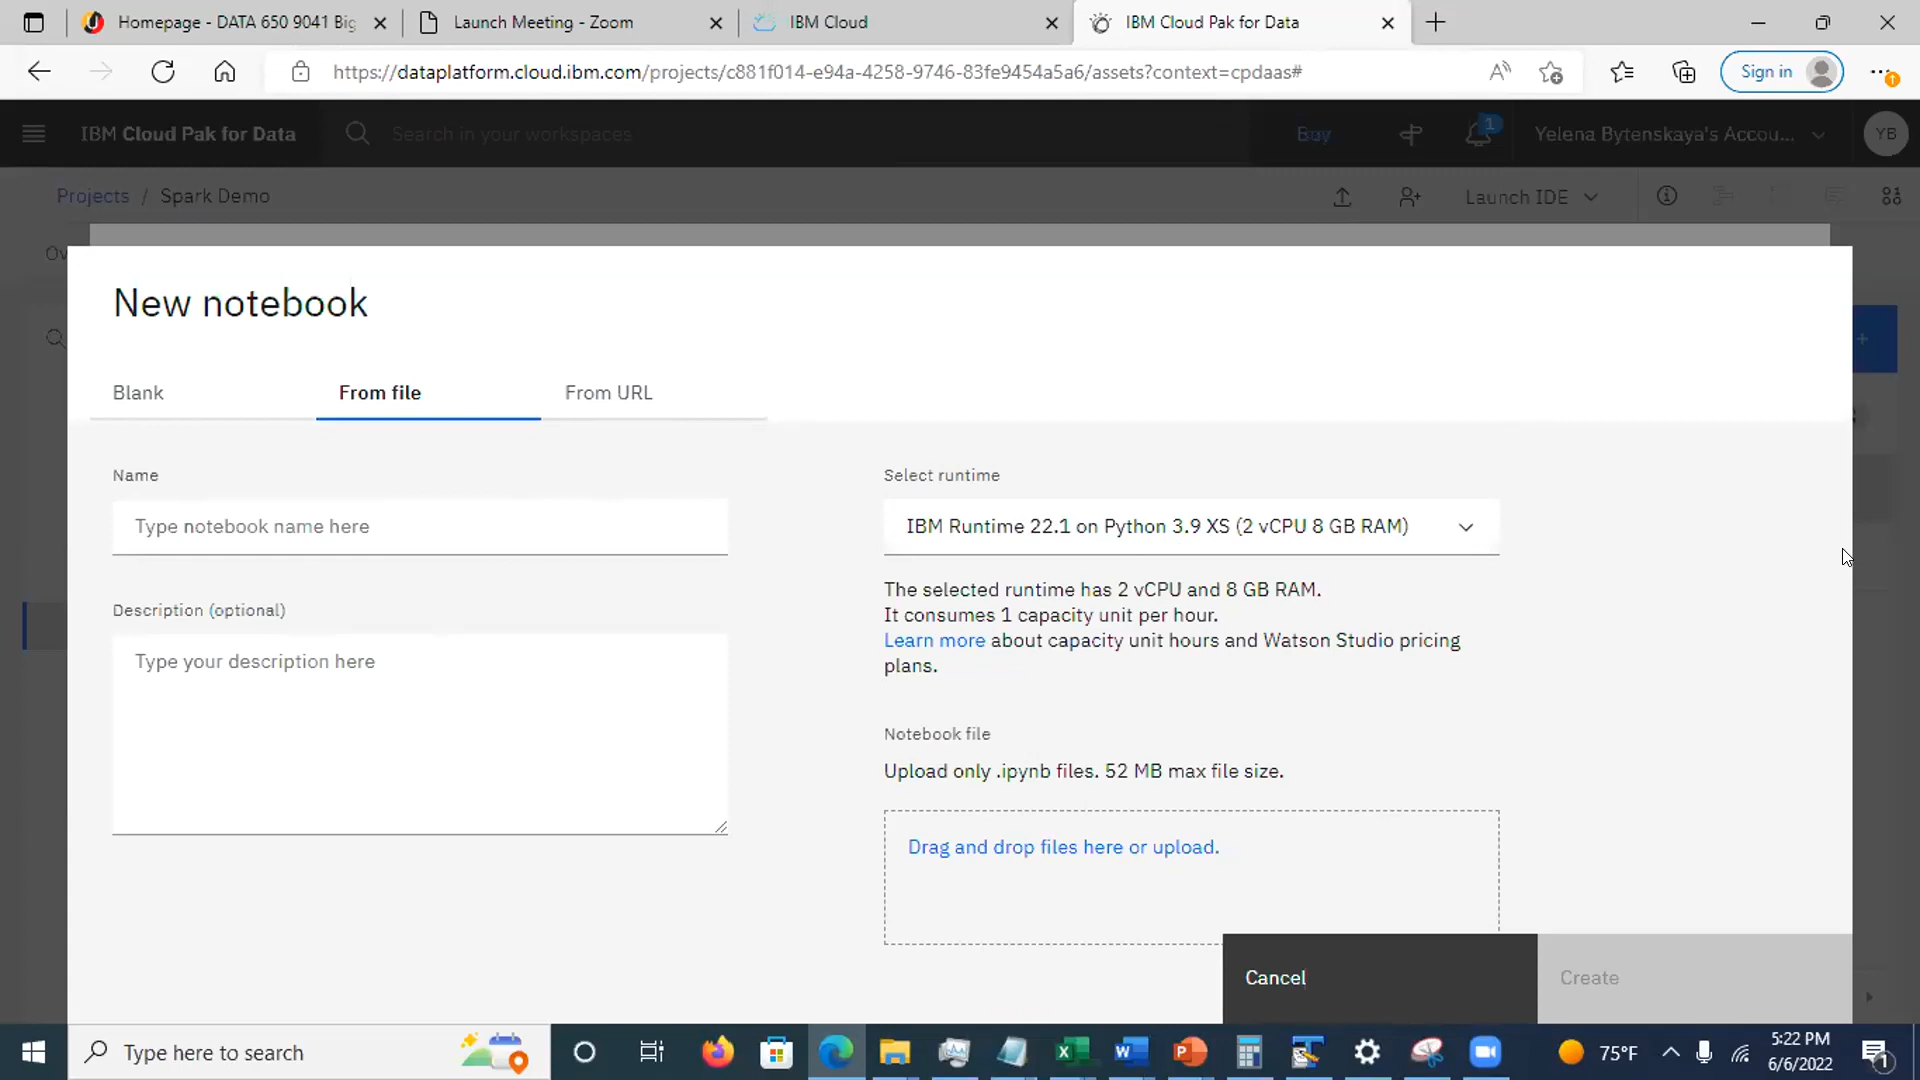 Homepage - DATA 650 9041 Big
Launch Meeting - Zoom
IBM Cloud
IBM Cloud Pak for Data
https://dataplatform.cloud.ibm.com/projects/c881f014-e94a-4258-9746-83fe9454a5a6/assets?context=cpdaas#
Sign in
IBM Cloud Pak for Data
Search in your workspaces
Buy
1
Yelena Bytenskaya's Accou...
YB
Projects / Spark Demo
Launch IDE
Ov
New notebook
Blank
From file
From URL
Name
Type notebook name here
Description (optional)
Type your description here
Select runtime
IBM Runtime 22.1 on Python 3.9 XS (2 vCPU 8 GB RAM)
The selected runtime has 2 vCPU and 8 GB RAM.
It consumes 1 capacity unit per hour.
Learn more about capacity unit hours and Watson Studio pricing
plans.
Notebook file
Upload only .ipynb files. 52 MB max file size.
Drag and drop files here or upload.
Cancel
Create
Type here to search
75°F
5:22 PM
6/6/2022
1